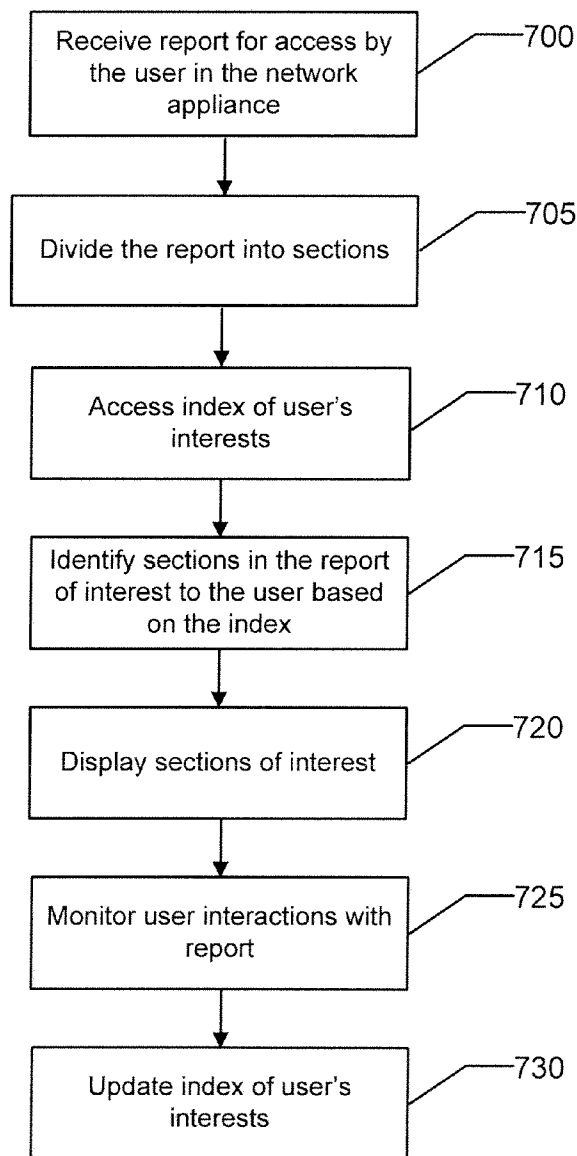 Receive report for access by
the user in the network
appliance
700
Divide the report into sections
705
Access index of user's
interests
710
Identify sections in the report
of interest to the user based
on the index
715
Display sections of interest
720
Monitor user interactions with
report
725
Update index of user's
interests
730